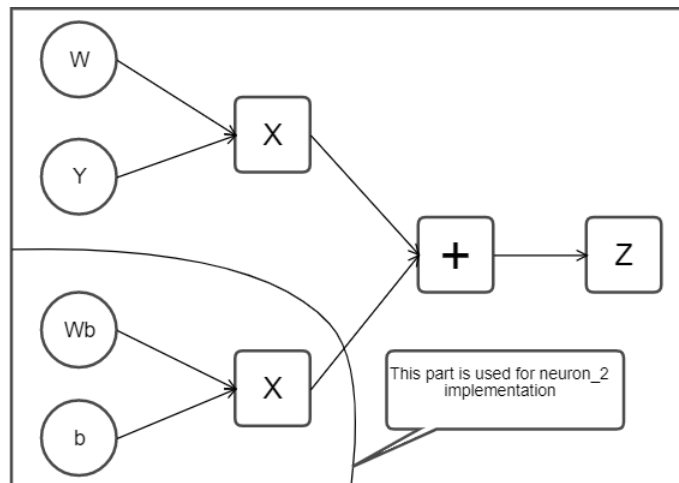 W
X
Y
+
Z
Wb
X
b
This part is used for neuron_2
implementation